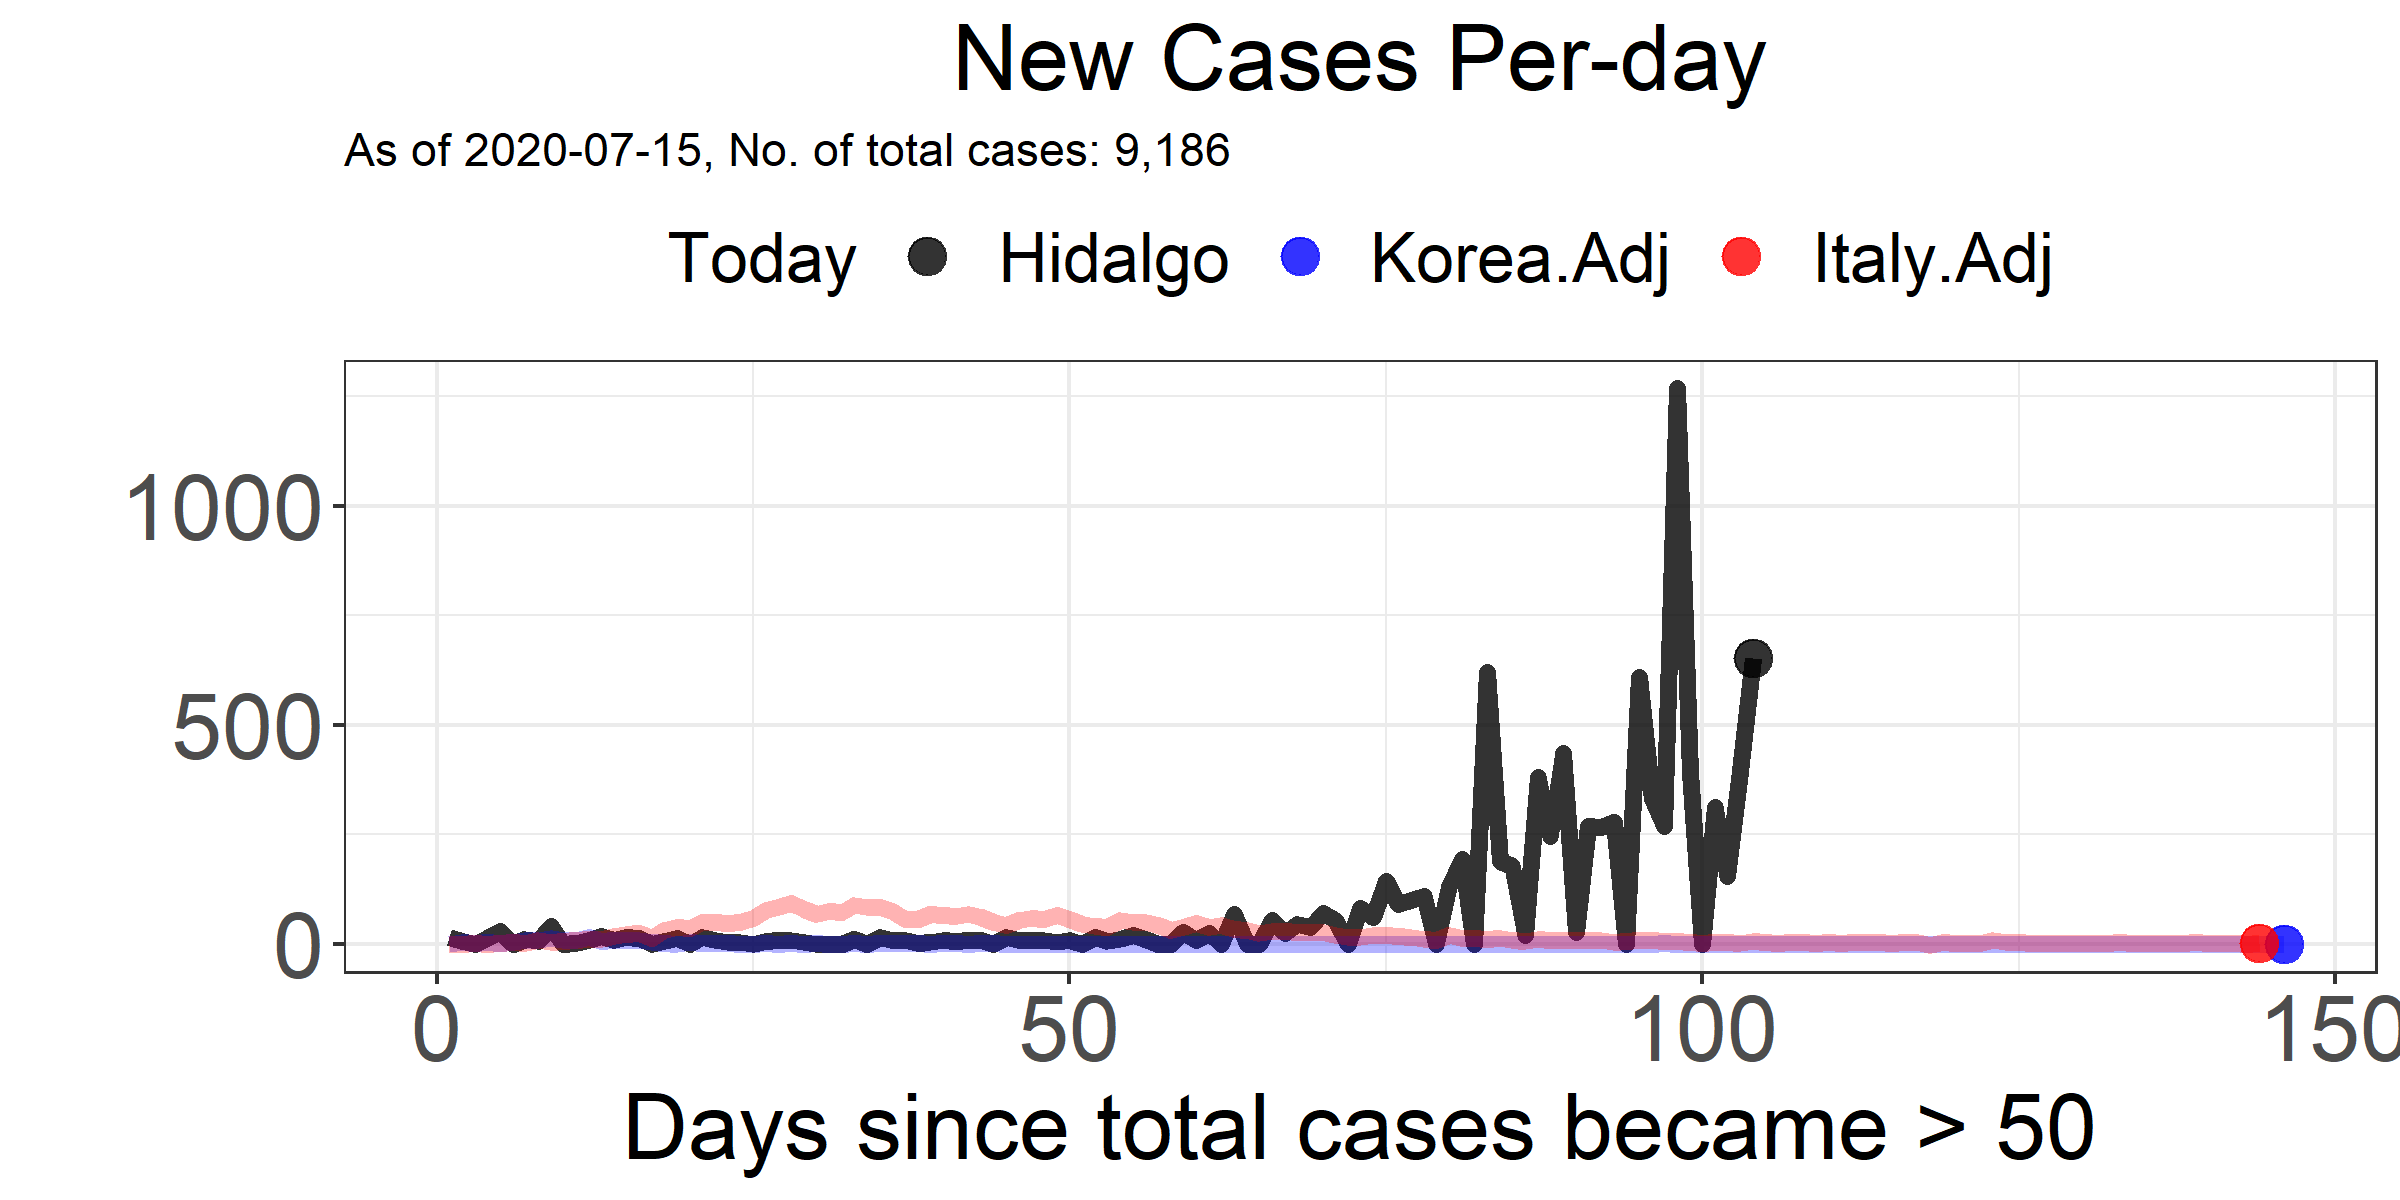 New Cases Per-day
As of 2020-07-15, No. of total cases: 9,186
Today Hidalgo Korea.Adj Italy.Adj
1000
500
0
0 50 100 150
Days since total cases became > 50